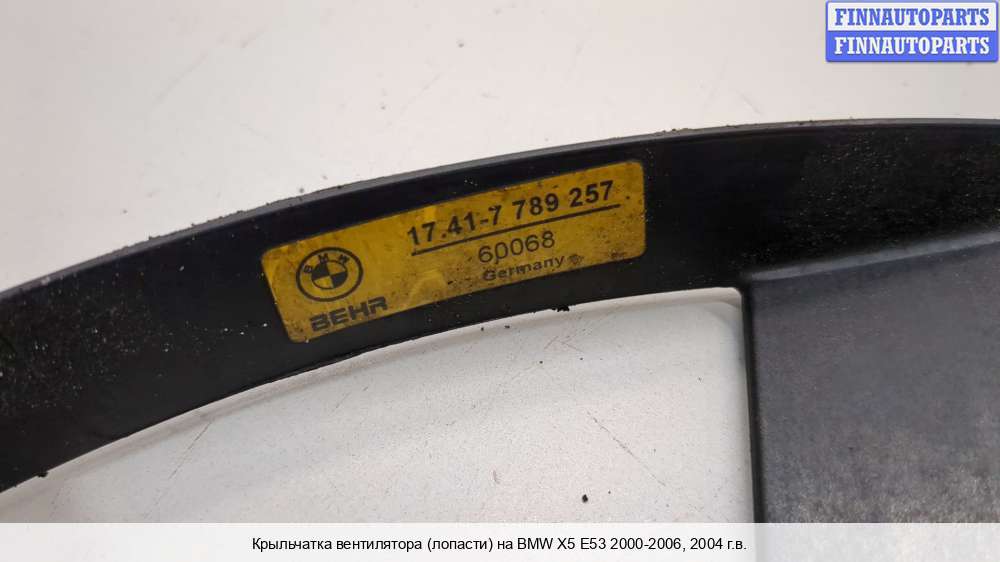 FINNAUTOPARTS
FINNAUTOPARTS
17.41-7 789 257
60068
Germany
BMW
BEHR
Крыльчатка вентилятора (лопасти) на BMW X5 E53 2000-2006, 2004 г.в.